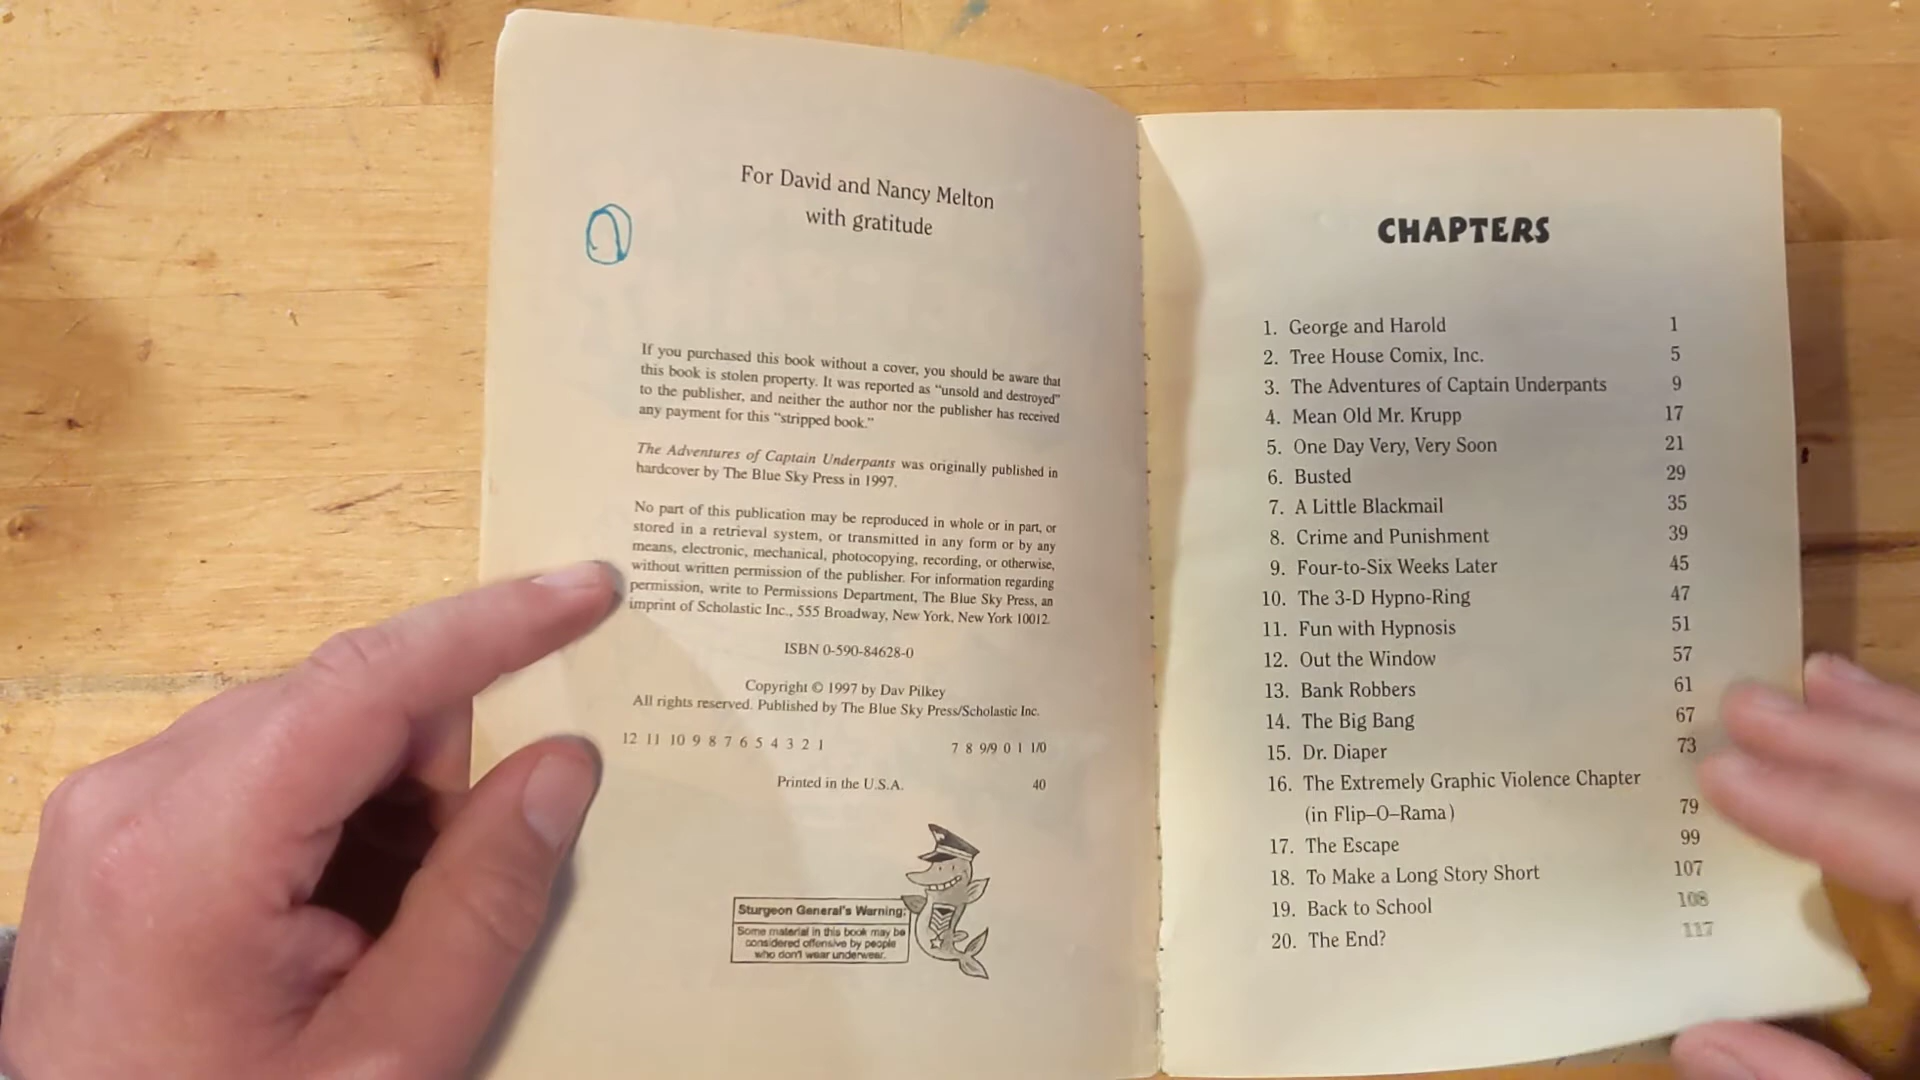 For David and Nancy Melton
with gratitude
If you purchased this book without a cover, you should be aware that
this book is stolen property. It was reported as “unsold and destroyed”
to the publisher, and neither the author nor the publisher has received
any payment for this “stripped book.”
The Adventures of Captain Underpants was originally published in
hardcover by The Blue Sky Press in 1997.
No part of this publication may be reproduced in whole or in part, or
stored in a retrieval system, or transmitted in any form or by any
means, electronic, mechanical, photocopying, recording, or otherwise,
without written permission of the publisher. For information regarding
permission, write to Permissions Department, The Blue Sky Press, an
imprint of Scholastic Inc., 555 Broadway, New York, New York 10012.
ISBN 0-590-84628-0
Copyright © 1997 by Dav Pilkey
All rights reserved. Published by The Blue Sky Press/Scholastic Inc.
12 11 10 9 8 7 6 5 4 3 2 1 7 8 9/9 0 1 1/0
Printed in the U.S.A. 40
Sturgeon General's Warning:
Some material in this book may be
considered offensive by people
who don't wear underwear.
CHAPTERS
1. George and Harold 1
2. Tree House Comix, Inc. 5
3. The Adventures of Captain Underpants 9
4. Mean Old Mr. Krupp 17
5. One Day Very, Very Soon 21
6. Busted 29
7. A Little Blackmail 35
8. Crime and Punishment 39
9. Four-to-Six Weeks Later 45
10. The 3-D Hypno-Ring 47
11. Fun with Hypnosis 51
12. Out the Window 57
13. Bank Robbers 61
14. The Big Bang 67
15. Dr. Diaper 73
16. The Extremely Graphic Violence Chapter
(in Flip–O–Rama) 79
17. The Escape 99
18. To Make a Long Story Short 107
19. Back to School 108
20. The End? 117